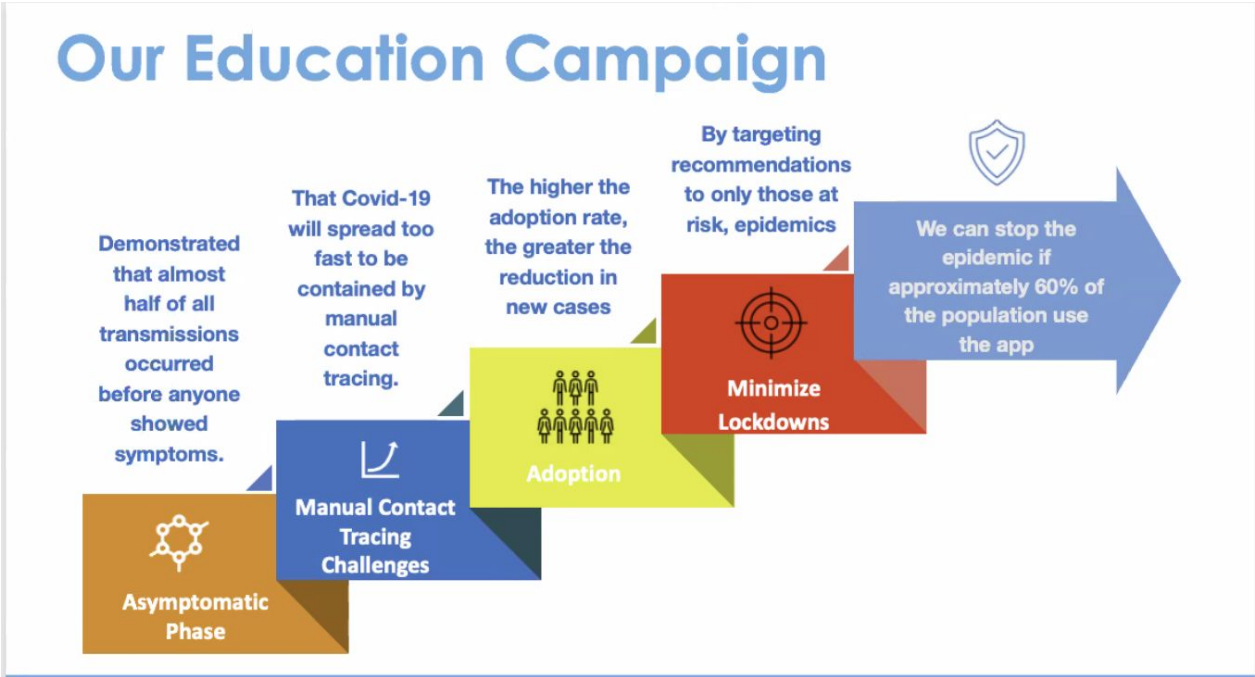 Our Education Campaign
Demonstrated
that almost
half of all
transmissions
occurred
before anyone
showed
symptoms.
Asymptomatic
Phase
That Covid-19
will spread too
fast to be
contained by
manual
contact
tracing.
Manual Contact
Tracing
Challenges
The higher the
adoption rate,
the greater the
reduction in
new cases
Adoption
By targeting
recommendations
to only those at
risk, epidemics
Minimize
Lockdowns
We can stop the
epidemic if
approximately 60% of
the population use
the app